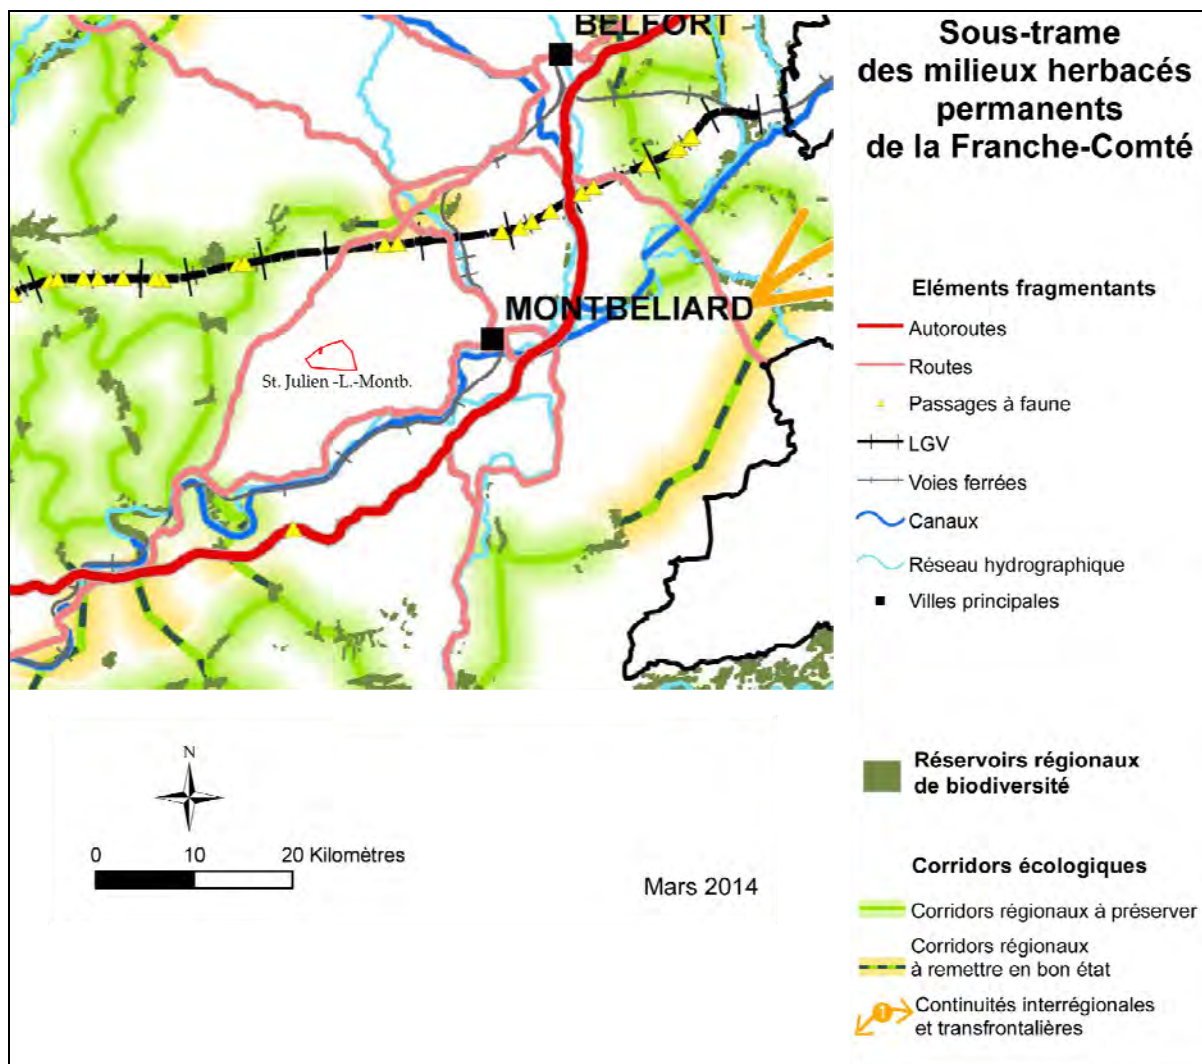 BELFORT
MONTBELIARD
St. Julien -L.-Montb.
N
0 10 20 Kilomètres
Mars 2014
Sous-trame
des milieux herbacés
permanents
de la Franche-Comté
Eléments fragmentants
Autoroutes
Routes
Passages à faune
LGV
Voies ferrées
Canaux
Réseau hydrographique
Villes principales
Réservoirs régionaux
de biodiversité
Corridors écologiques
Corridors régionaux à préserver
Corridors régionaux
à remettre en bon état
1
Continuités interrégionales
et transfrontalières